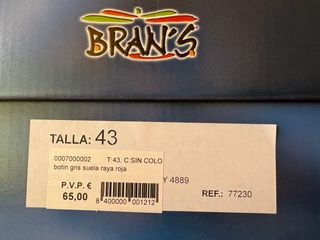 BRAN'S
TALLA: 43
0007000002 T:43, C:SIN COLO
botin gris suela raya roja
P.V.P. €
65,00
8 400000 001212
Y 4889
REF.: 77230